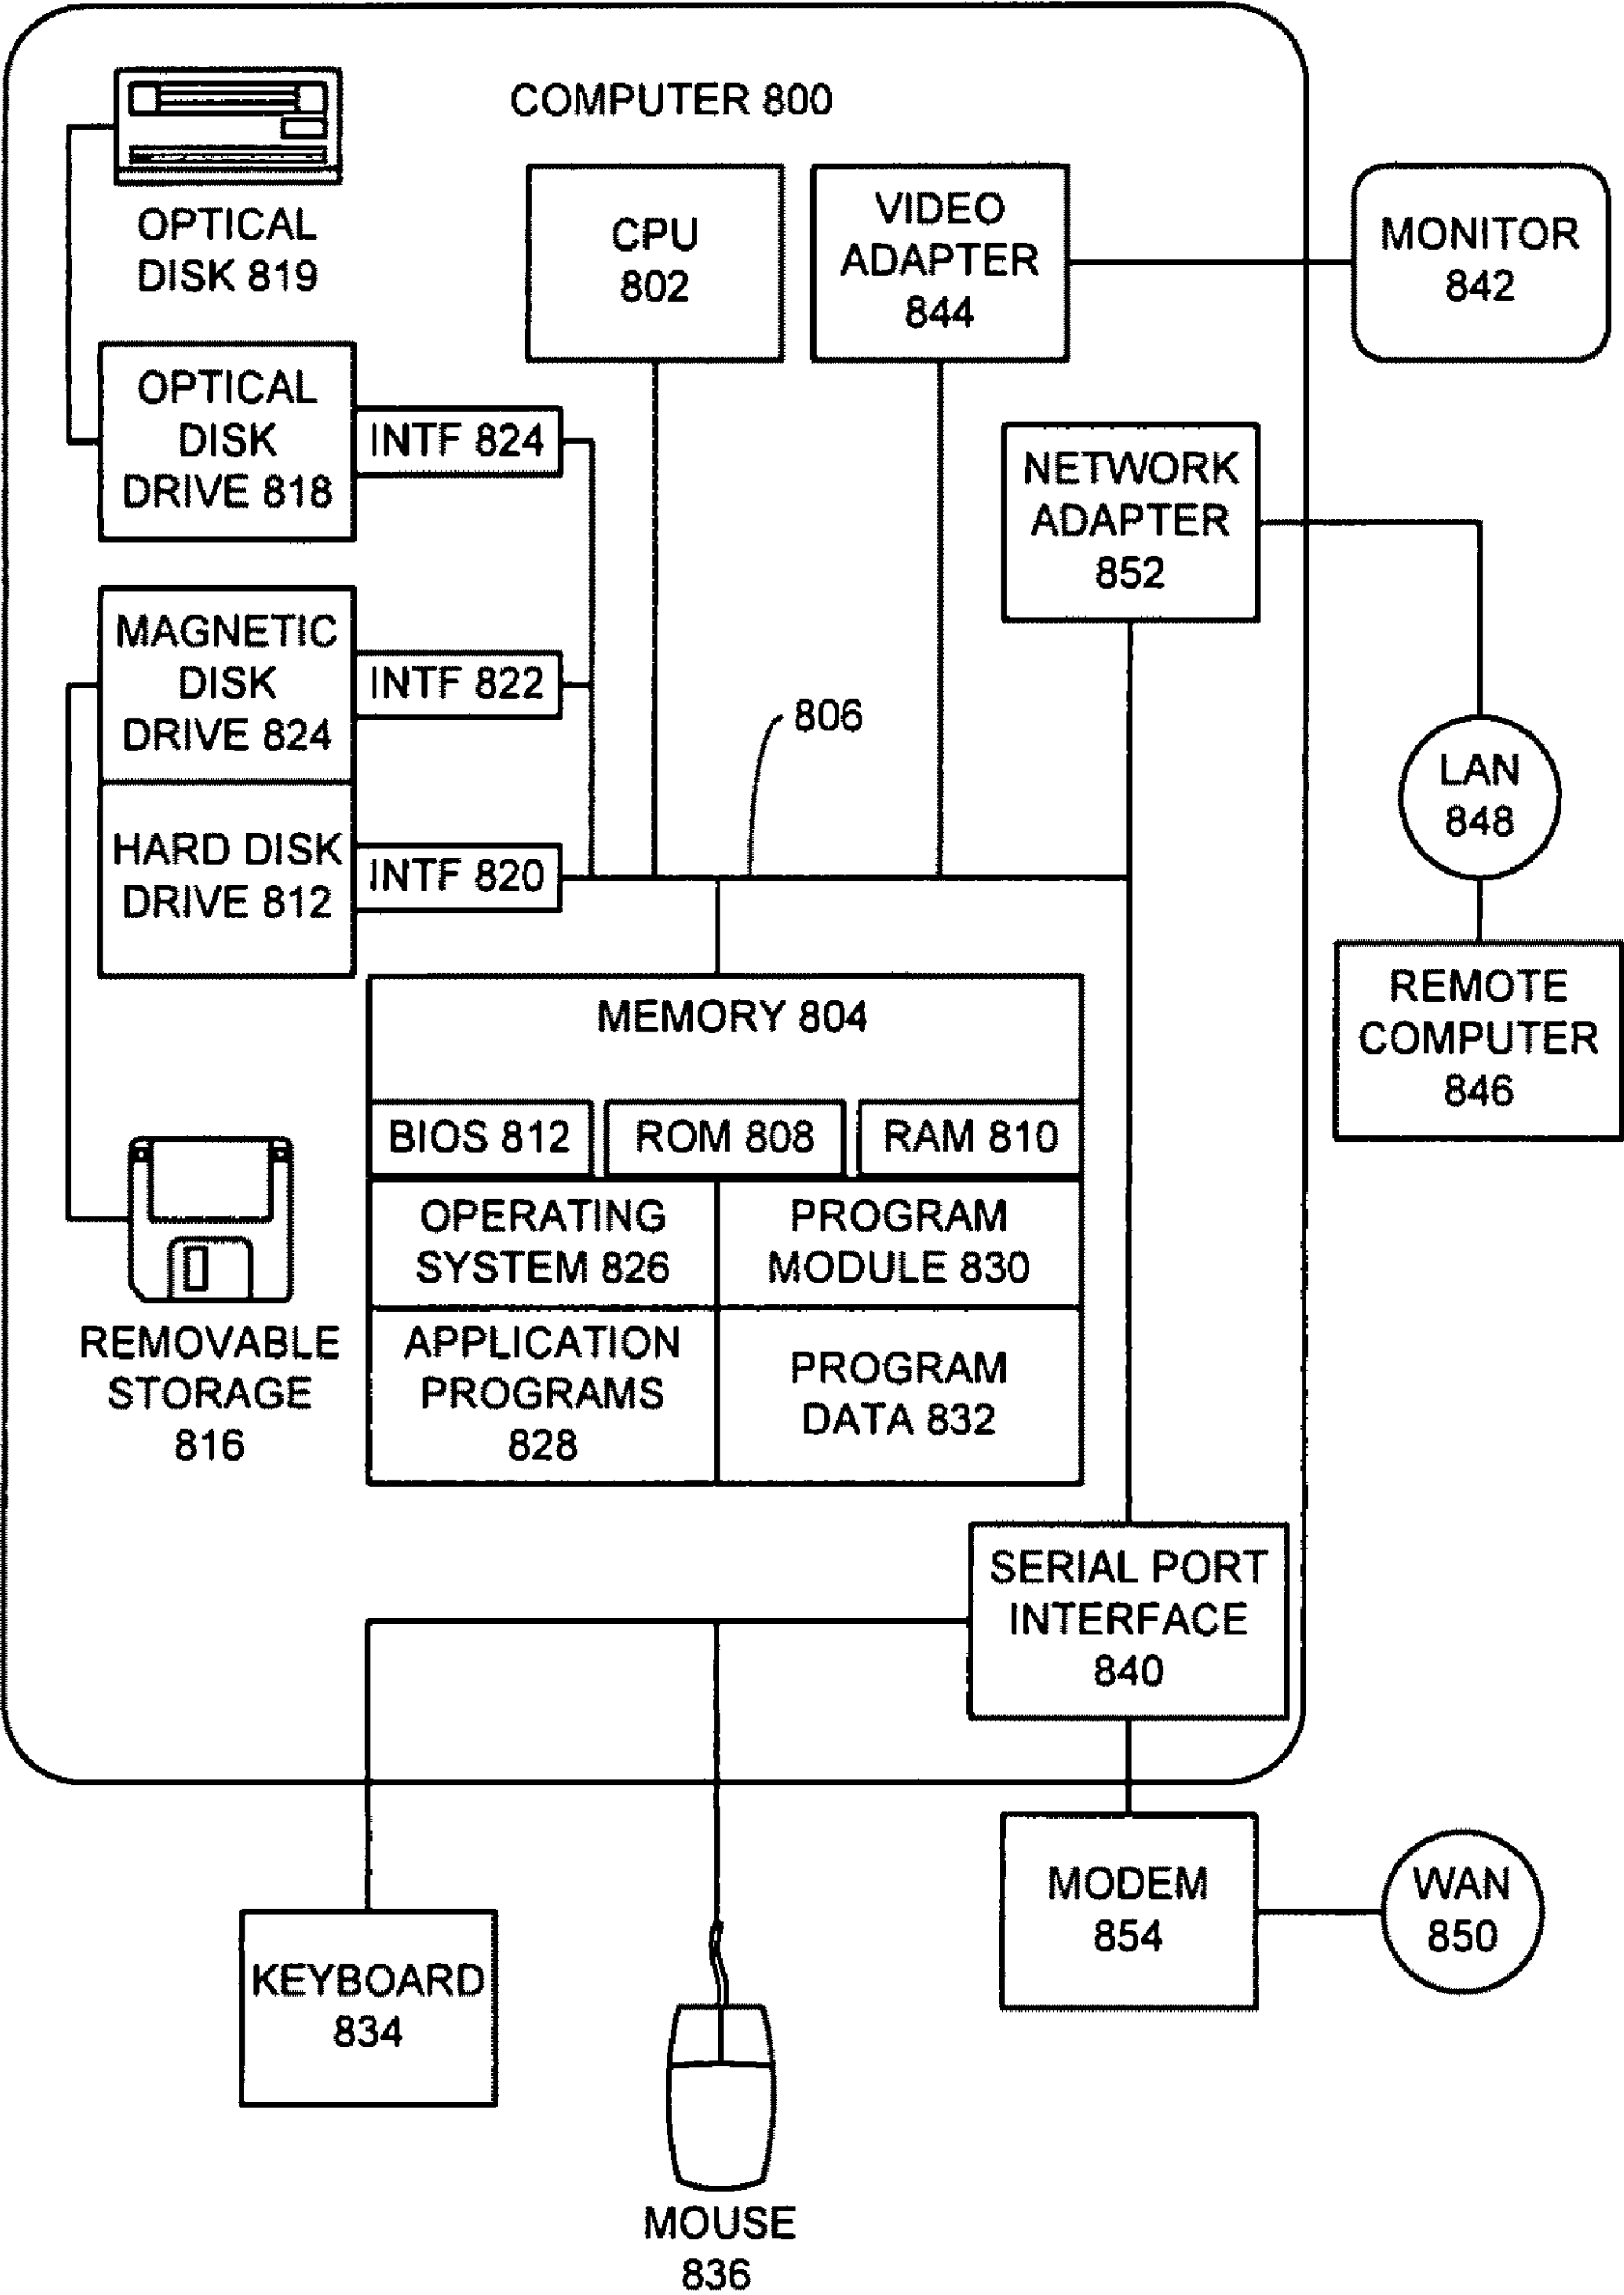 COMPUTER 800
OPTICAL
DISK 819
CPU
802
VIDEO
ADAPTER
844
MONITOR
842
OPTICAL
DISK
DRIVE 818
INTF 824
NETWORK
ADAPTER
852
MAGNETIC
DISK
DRIVE 824
INTF 822
806
HARD DISK
DRIVE 812
INTF 820
LAN
848
REMOTE
COMPUTER
846
MEMORY 804
BIOS 812
ROM 808
RAM 810
OPERATING
SYSTEM 826
PROGRAM
MODULE 830
APPLICATION
PROGRAMS
828
PROGRAM
DATA 832
REMOVABLE
STORAGE
816
SERIAL PORT
INTERFACE
840
MODEM
854
WAN
850
KEYBOARD
834
MOUSE
836